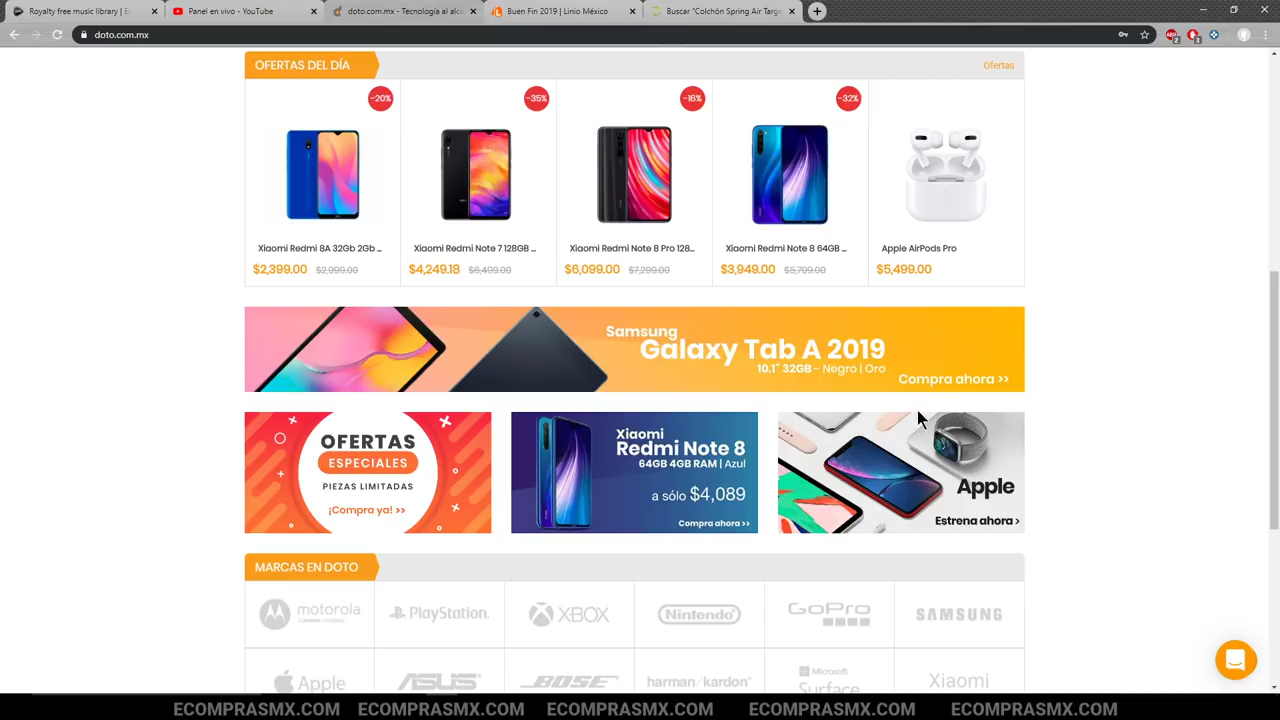 Royalty free music library | E
Panel en vivo - YouTube
doto.com.mx - Tecnología al alca
Buen Fin 2019 | Linio México
Buscar "Colchón Spring Air Targe
doto.com.mx
2
3
OFERTAS DEL DÍA
Ofertas
-20%
-35%
-16%
-32%
Xiaomi Redmi 8A 32Gb 2Gb ...
Xiaomi Redmi Note 7 128GB ...
Xiaomi Redmi Note 8 Pro 128...
Xiaomi Redmi Note 8 64GB ...
Apple AirPods Pro
$2,399.00 $2,999.00
$4,249.18 $6,499.00
$6,099.00 $7,299.00
$3,949.00 $5,799.00
$5,499.00
Samsung
Galaxy Tab A 2019
10.1" 32GB - Negro | Oro
Compra ahora >>
OFERTAS
ESPECIALES
PIEZAS LIMITADAS
¡Compra ya! >>
Xiaomi
Redmi Note 8
64GB 4GB RAM | Azul
a sólo $4,089
Compra ahora >>
Apple
Estrena ahora >
MARCAS EN DOTO
motorola
PlayStation.
XBOX
Nintendo
GoPro
SAMSUNG
Apple
ASUS
BOSE
harman/kardon
Microsoft
Surface
Xiaomi
ECOMPRASMX.COM ECOMPRASMX.COM ECOMPRASMX.COM ECOMPRASMX.COM ECOMPRASMX.COM